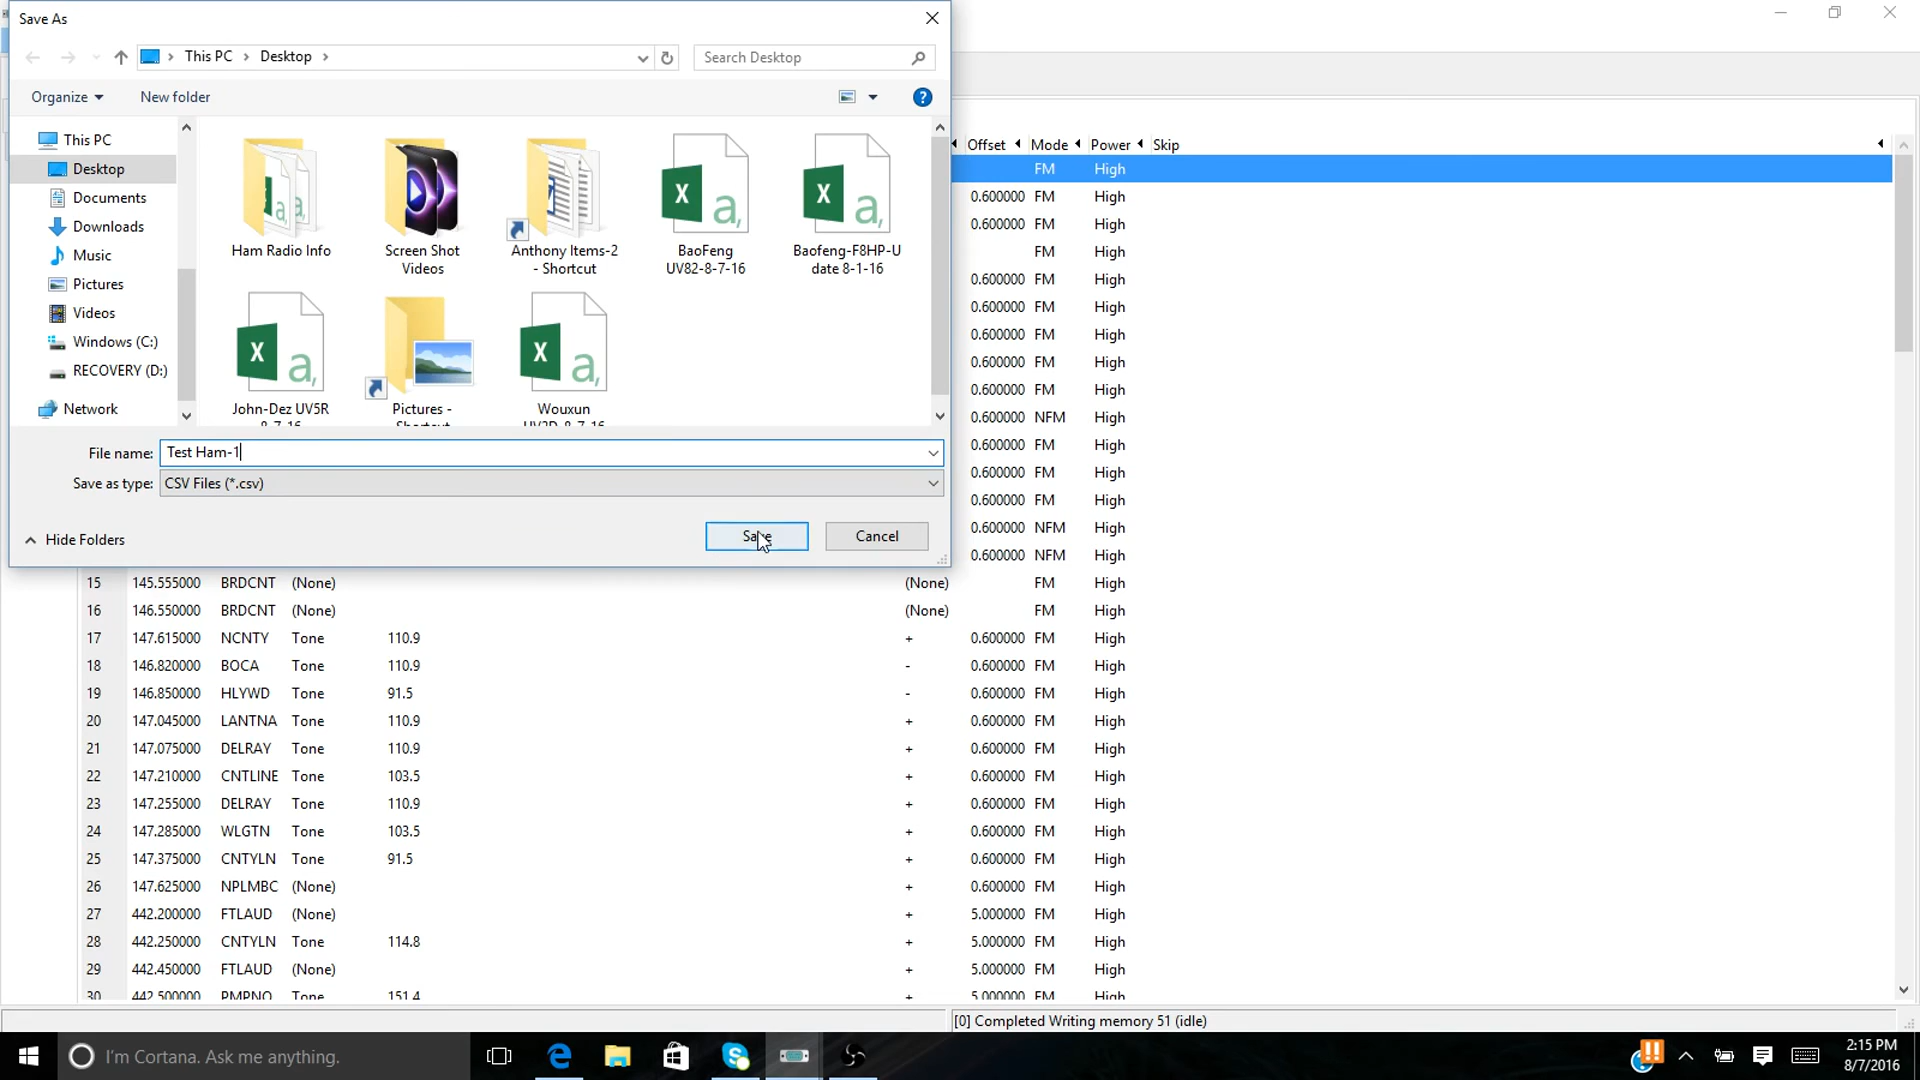 Save As
This PC
Desktop
Search Desktop
Organize
New folder
?
This PC
Desktop
Documents
Downloads
Music
Pictures
Videos
Windows (C:)
RECOVERY (D:)
Network
Ham Radio Info
Screen Shot
Videos
Anthony Items-2
- Shortcut
BaoFeng
UV82-8-7-16
Baofeng-F8HP-U
date 8-1-16
John-Dez UV5R
8-7-16
Pictures -
Shortcut
Wouxun
UV2D-8-7-16
File name: Test Ham-1
Save as type: CSV Files (*.csv)
Hide Folders
Save
Cancel
Offset Mode Power Skip
FM High
0.600000 FM High
0.600000 FM High
FM High
0.600000 FM High
0.600000 FM High
0.600000 FM High
0.600000 FM High
0.600000 FM High
0.600000 NFM High
0.600000 FM High
0.600000 FM High
0.600000 FM High
0.600000 NFM High
0.600000 NFM High
15 145.555000 BRDCNT (None) (None) FM High
16 146.550000 BRDCNT (None) (None) FM High
17 147.615000 NCNTY Tone 110.9 + 0.600000 FM High
18 146.820000 BOCA Tone 110.9 - 0.600000 FM High
19 146.850000 HLYWD Tone 91.5 - 0.600000 FM High
20 147.045000 LANTNA Tone 110.9 + 0.600000 FM High
21 147.075000 DELRAY Tone 110.9 + 0.600000 FM High
22 147.210000 CNTLINE Tone 103.5 + 0.600000 FM High
23 147.255000 DELRAY Tone 110.9 + 0.600000 FM High
24 147.285000 WLGTN Tone 103.5 + 0.600000 FM High
25 147.375000 CNTYLN Tone 91.5 + 0.600000 FM High
26 147.625000 NPLMBC (None) + 0.600000 FM High
27 442.200000 FTLAUD (None) + 5.000000 FM High
28 442.250000 CNTYLN Tone 114.8 + 5.000000 FM High
29 442.450000 FTLAUD (None) + 5.000000 FM High
30 442.500000 PMPNO Tone 151.4 + 5.000000 FM High
[0] Completed Writing memory 51 (idle)
I'm Cortana. Ask me anything.
2:15 PM
8/7/2016